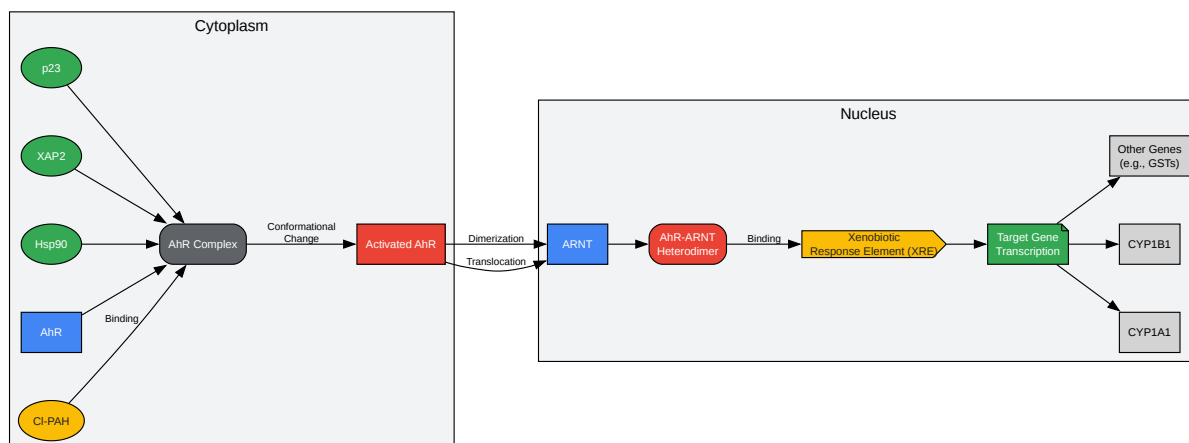 Cytoplasm
p23
XAP2
Hsp90
AhR
Cl-PAH
Binding
AhR Complex
Conformational
Change
Activated AhR
Dimerization
Translocation
Nucleus
ARNT
AhR-ARNT
Heterodimer
Binding
Xenobiotic
Response Element (XRE)
Target Gene
Transcription
Other Genes
(e.g., GSTs)
CYP1B1
CYP1A1